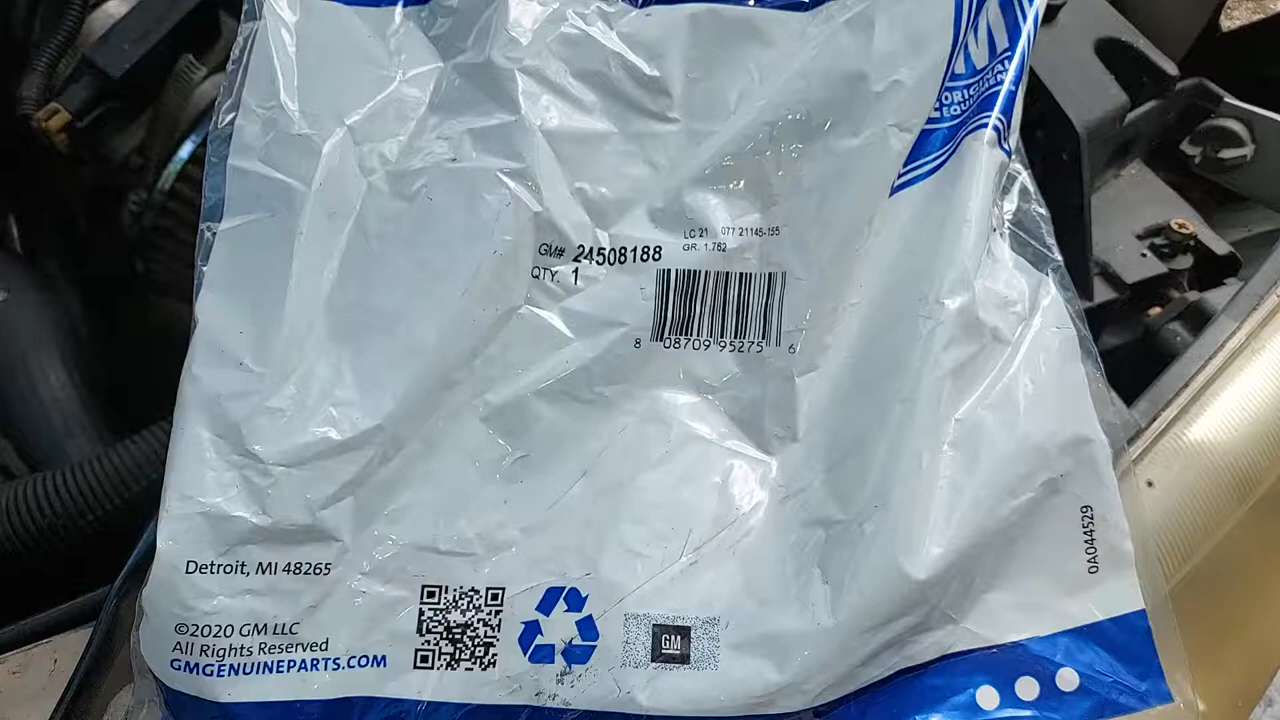 M
ORIGINAL
EQUIPMENT
LC 21 077 21145-155
GR. 1.762
GM# 24508188
QTY. 1
8 08709 95275 6
0A044529
Detroit, MI 48265
©2020 GM LLC
All Rights Reserved
GMGENUINEPARTS.COM
GM